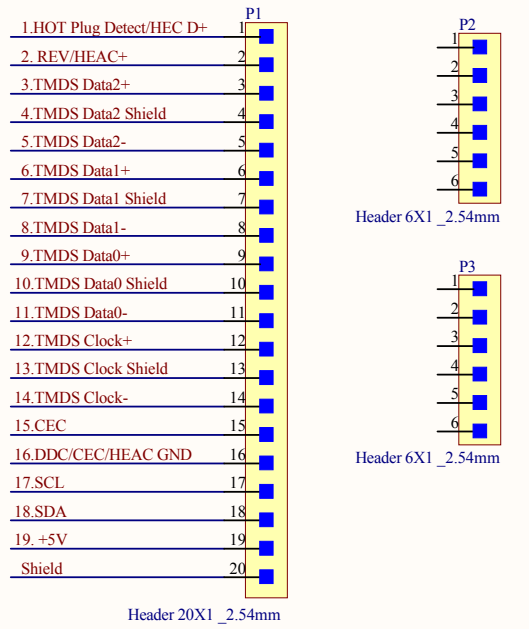 P1
1.HOT Plug Detect/HEC D+ 1
2. REV/HEAC+ 2
3.TMDS Data2+ 3
4.TMDS Data2 Shield 4
5.TMDS Data2- 5
6.TMDS Data1+ 6
7.TMDS Data1 Shield 7
8.TMDS Data1- 8
9.TMDS Data0+ 9
10.TMDS Data0 Shield 10
11.TMDS Data0- 11
12.TMDS Clock+ 12
13.TMDS Clock Shield 13
14.TMDS Clock- 14
15.CEC 15
16.DDC/CEC/HEAC GND 16
17.SCL 17
18.SDA 18
19. +5V 19
Shield 20
Header 20X1 _2.54mm
P2
1
2
3
4
5
6
Header 6X1 _2.54mm
P3
1
2
3
4
5
6
Header 6X1 _2.54mm